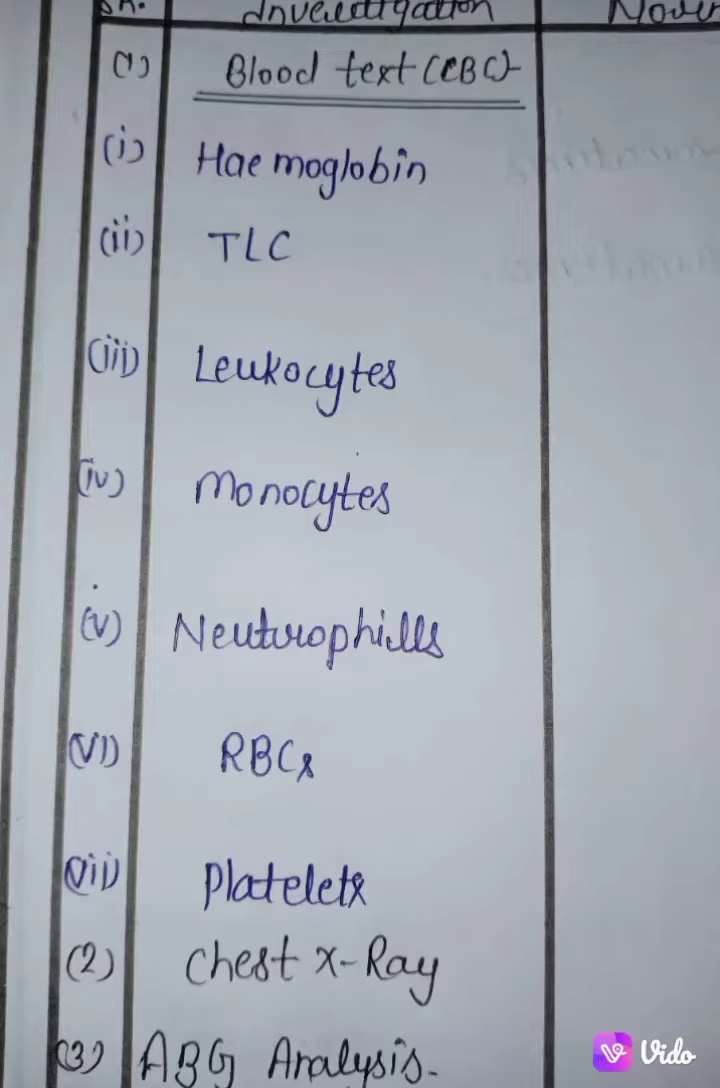 Sr. Investigation
(1) Blood text (CBC)-
(i) Haemoglobin
(ii) TLC
(iii) Leukocytes
(iv) Monocytes
(v) Neutrophills
(vi) RBCs
(vii) Platelets
(2) Chest x-Ray
(3) ABG Analysis.
Vido